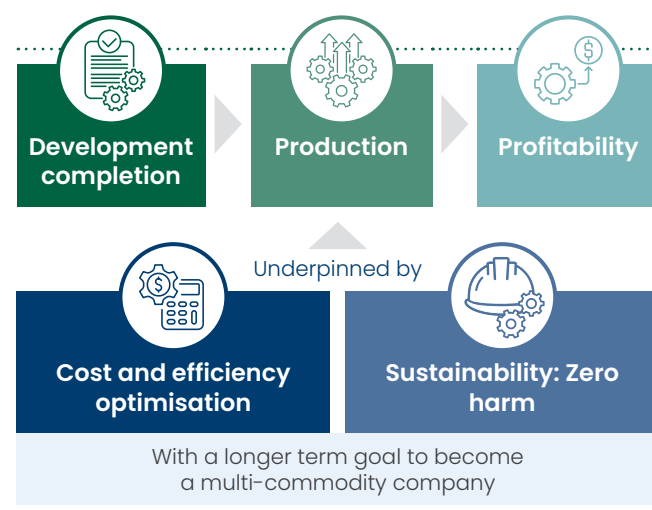 Development
completion
Production
Profitability
Underpinned by
Cost and efficiency
optimisation
Sustainability: Zero
harm
With a longer term goal to become
a multi-commodity company